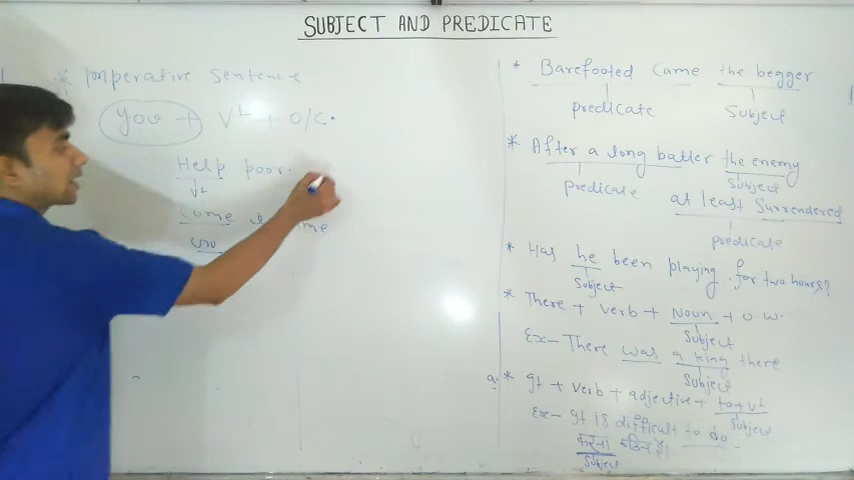 SUBJECT AND PREDICATE
* Imperative Sentence
You + V1 + O/C.
Help poor.
V1
Come
* Barefooted Came the begger
predicate Subject
* After a long batler the enemy
predicate Subject
at least Surrendered
predicate
* Has he been playing for two hours?
Subject
* There + Verb + Noun + O.W.
Subject
Ex- There was a king there.
Subject
* It + Verb + adjective + to + V1
Subject
Ex- It is difficult to do.
करना कठिन है।
Subject